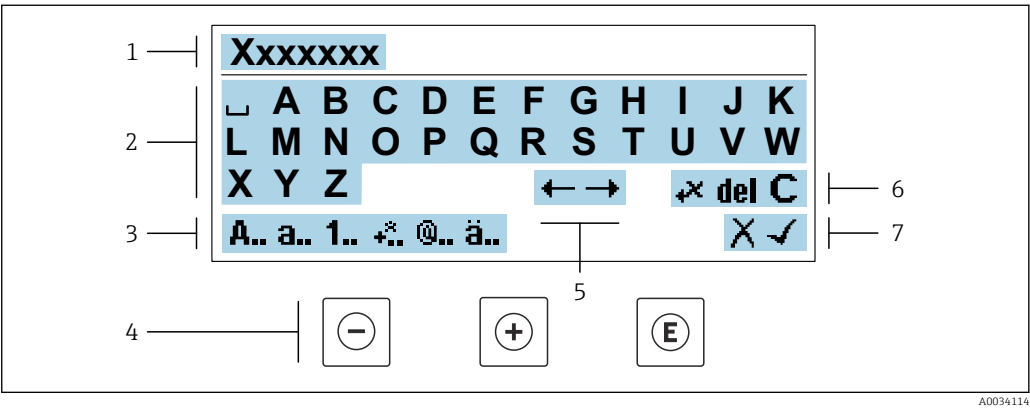 1 Xxxxxxx
2 ␣ A B C D E F G H I J K
L M N O P Q R S T U V W
X Y Z ← → +× del C 6
3 A.. a.. 1.. +×.. @.. ä.. X ✓ 7
5
4 − + E
A0034114